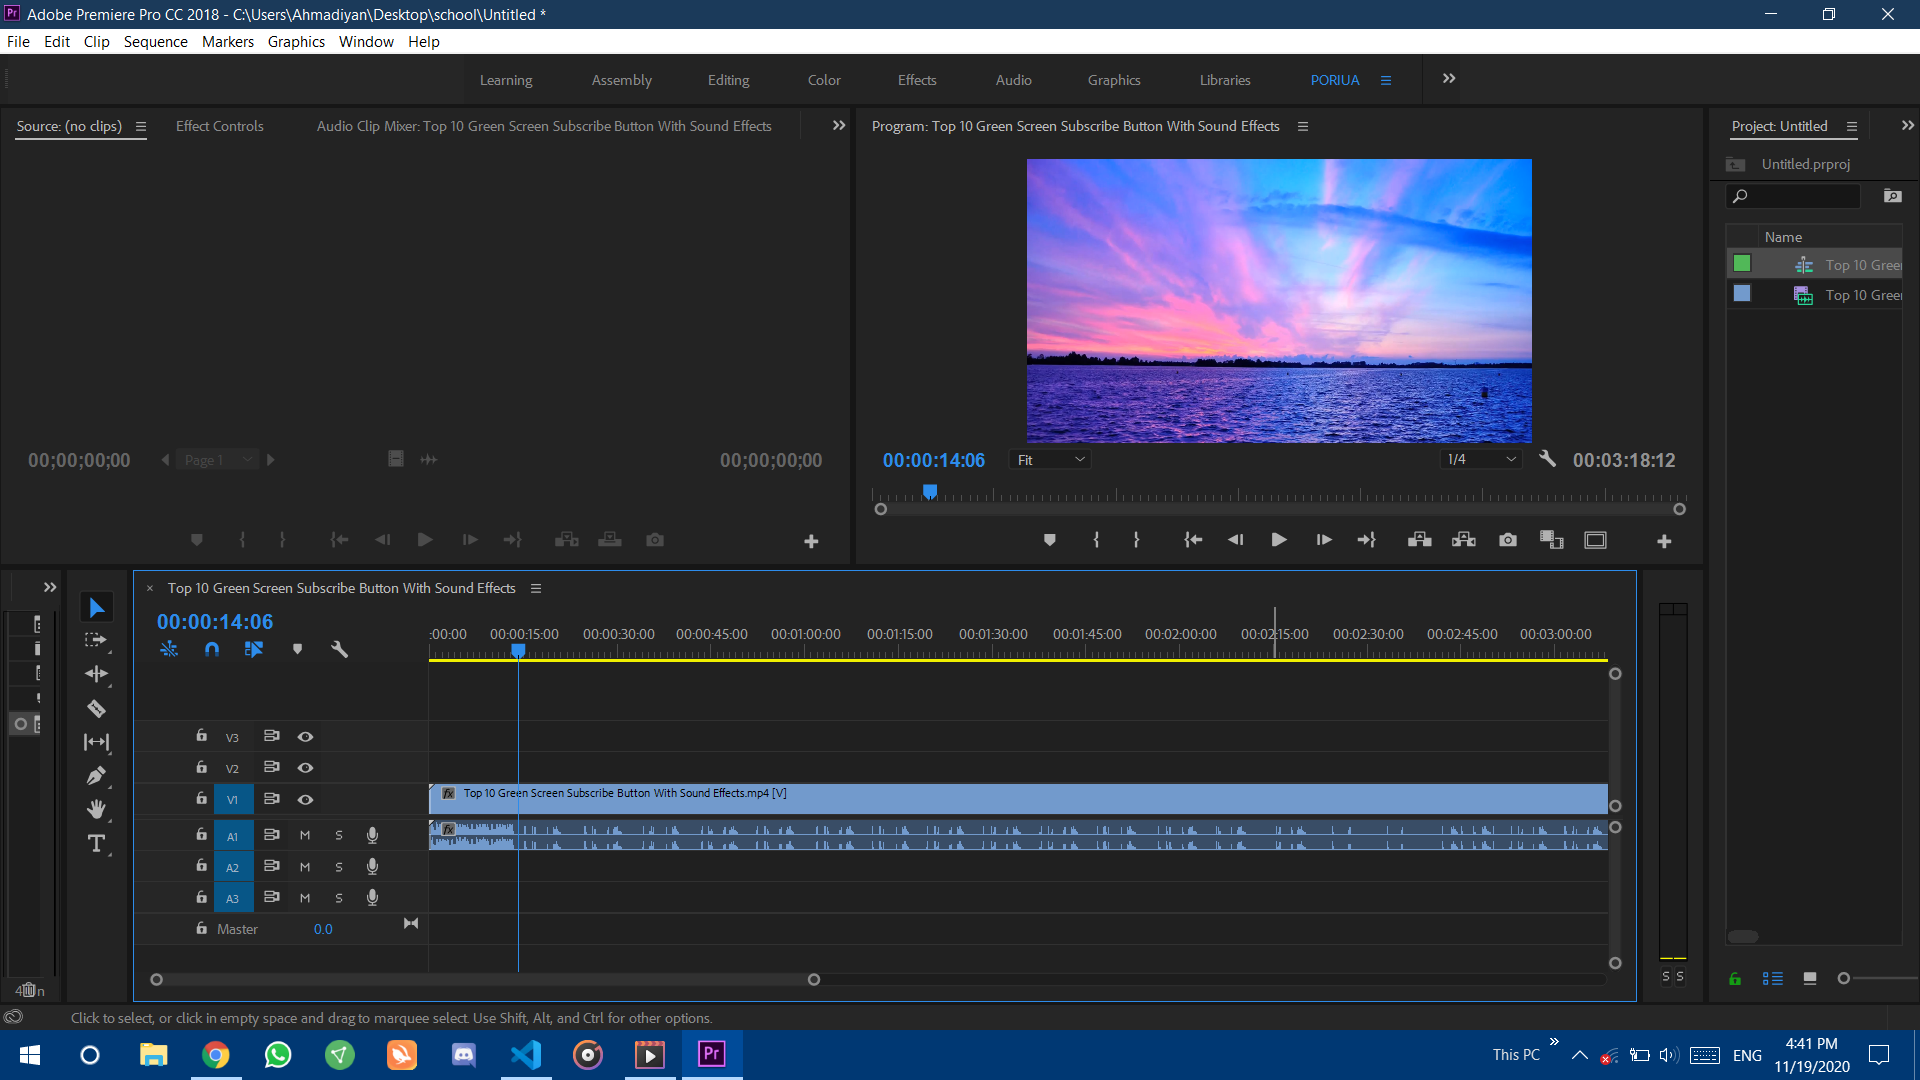 Pr Adobe Premiere Pro CC 2018 - C:\Users\Ahmadiyan\Desktop\school\Untitled *
File Edit Clip Sequence Markers Graphics Window Help
Learning Assembly Editing Color Effects Audio Graphics Libraries PORIUA
Source: (no clips) Effect Controls Audio Clip Mixer: Top 10 Green Screen Subscribe Button With Sound Effects
Program: Top 10 Green Screen Subscribe Button With Sound Effects
Project: Untitled
Untitled.prproj
Name
Top 10 Gree
Top 10 Gree
00;00;00;00 Page 1 00;00;00;00
00:00:14:06 Fit 1/4 00:03:18:12
× Top 10 Green Screen Subscribe Button With Sound Effects
00:00:14:06
:00:00 00:00:15:00 00:00:30:00 00:00:45:00 00:01:00:00 00:01:15:00 00:01:30:00 00:01:45:00 00:02:00:00 00:02:15:00 00:02:30:00 00:02:45:00 00:03:00:00
V3
V2
V1 fx Top 10 Green Screen Subscribe Button With Sound Effects.mp4 [V]
A1 M S fx
A2 M S
A3 M S
Master 0.0
S S
Click to select, or click in empty space and drag to marquee select. Use Shift, Alt, and Ctrl for other options.
Pr This PC ENG
4:41 PM
11/19/2020